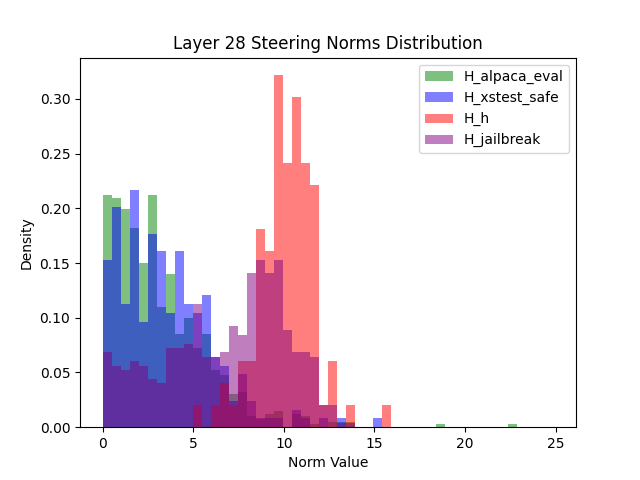 Layer 28 Steering Norms Distribution
H_alpaca_eval
H_xstest_safe
H_h
H_jailbreak
0.30
0.25
0.20
0.15
0.10
0.05
0.00
Density
0 5 10 15 20 25
Norm Value